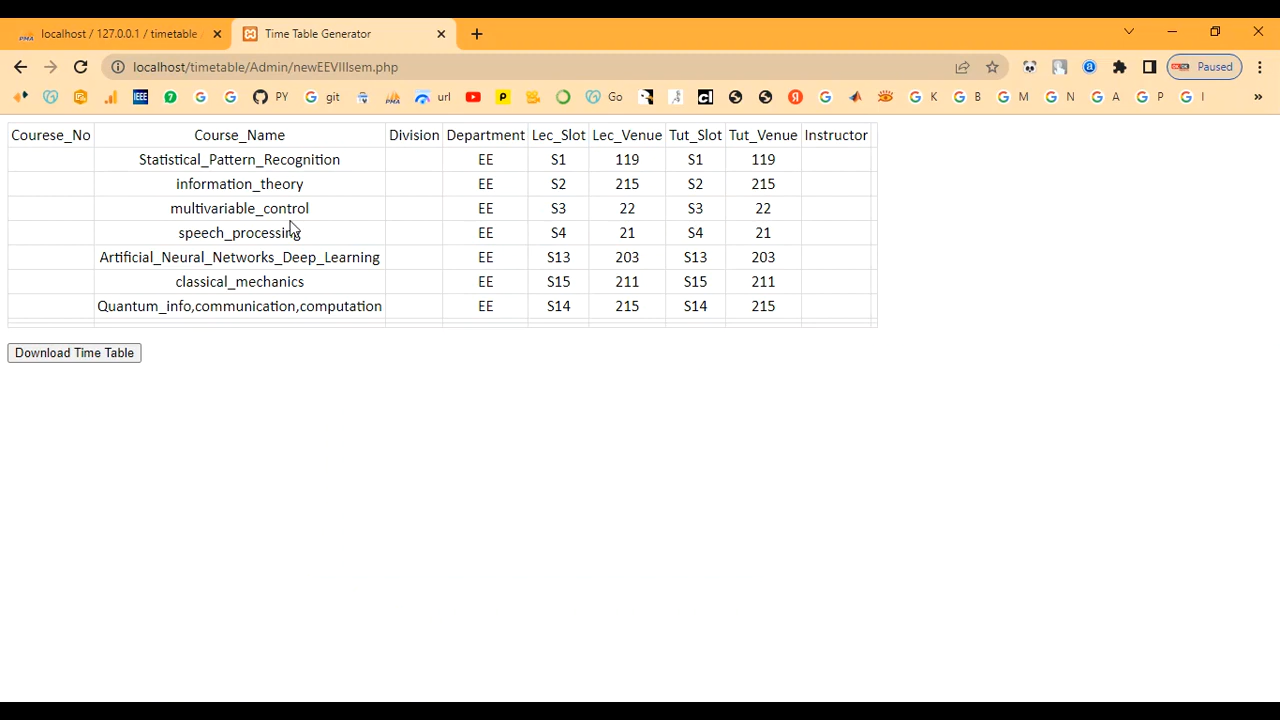 localhost / 127.0.0.1 / timetable
Time Table Generator
localhost/timetable/Admin/newEEVIIIsem.php
Paused
PY git url Go K B M N A P I »
Courese_No Course_Name Division Department Lec_Slot Lec_Venue Tut_Slot Tut_Venue Instructor
Statistical_Pattern_Recognition EE S1 119 S1 119
information_theory EE S2 215 S2 215
multivariable_control EE S3 22 S3 22
speech_processing EE S4 21 S4 21
Artificial_Neural_Networks_Deep_Learning EE S13 203 S13 203
classical_mechanics EE S15 211 S15 211
Quantum_info,communication,computation EE S14 215 S14 215
Download Time Table